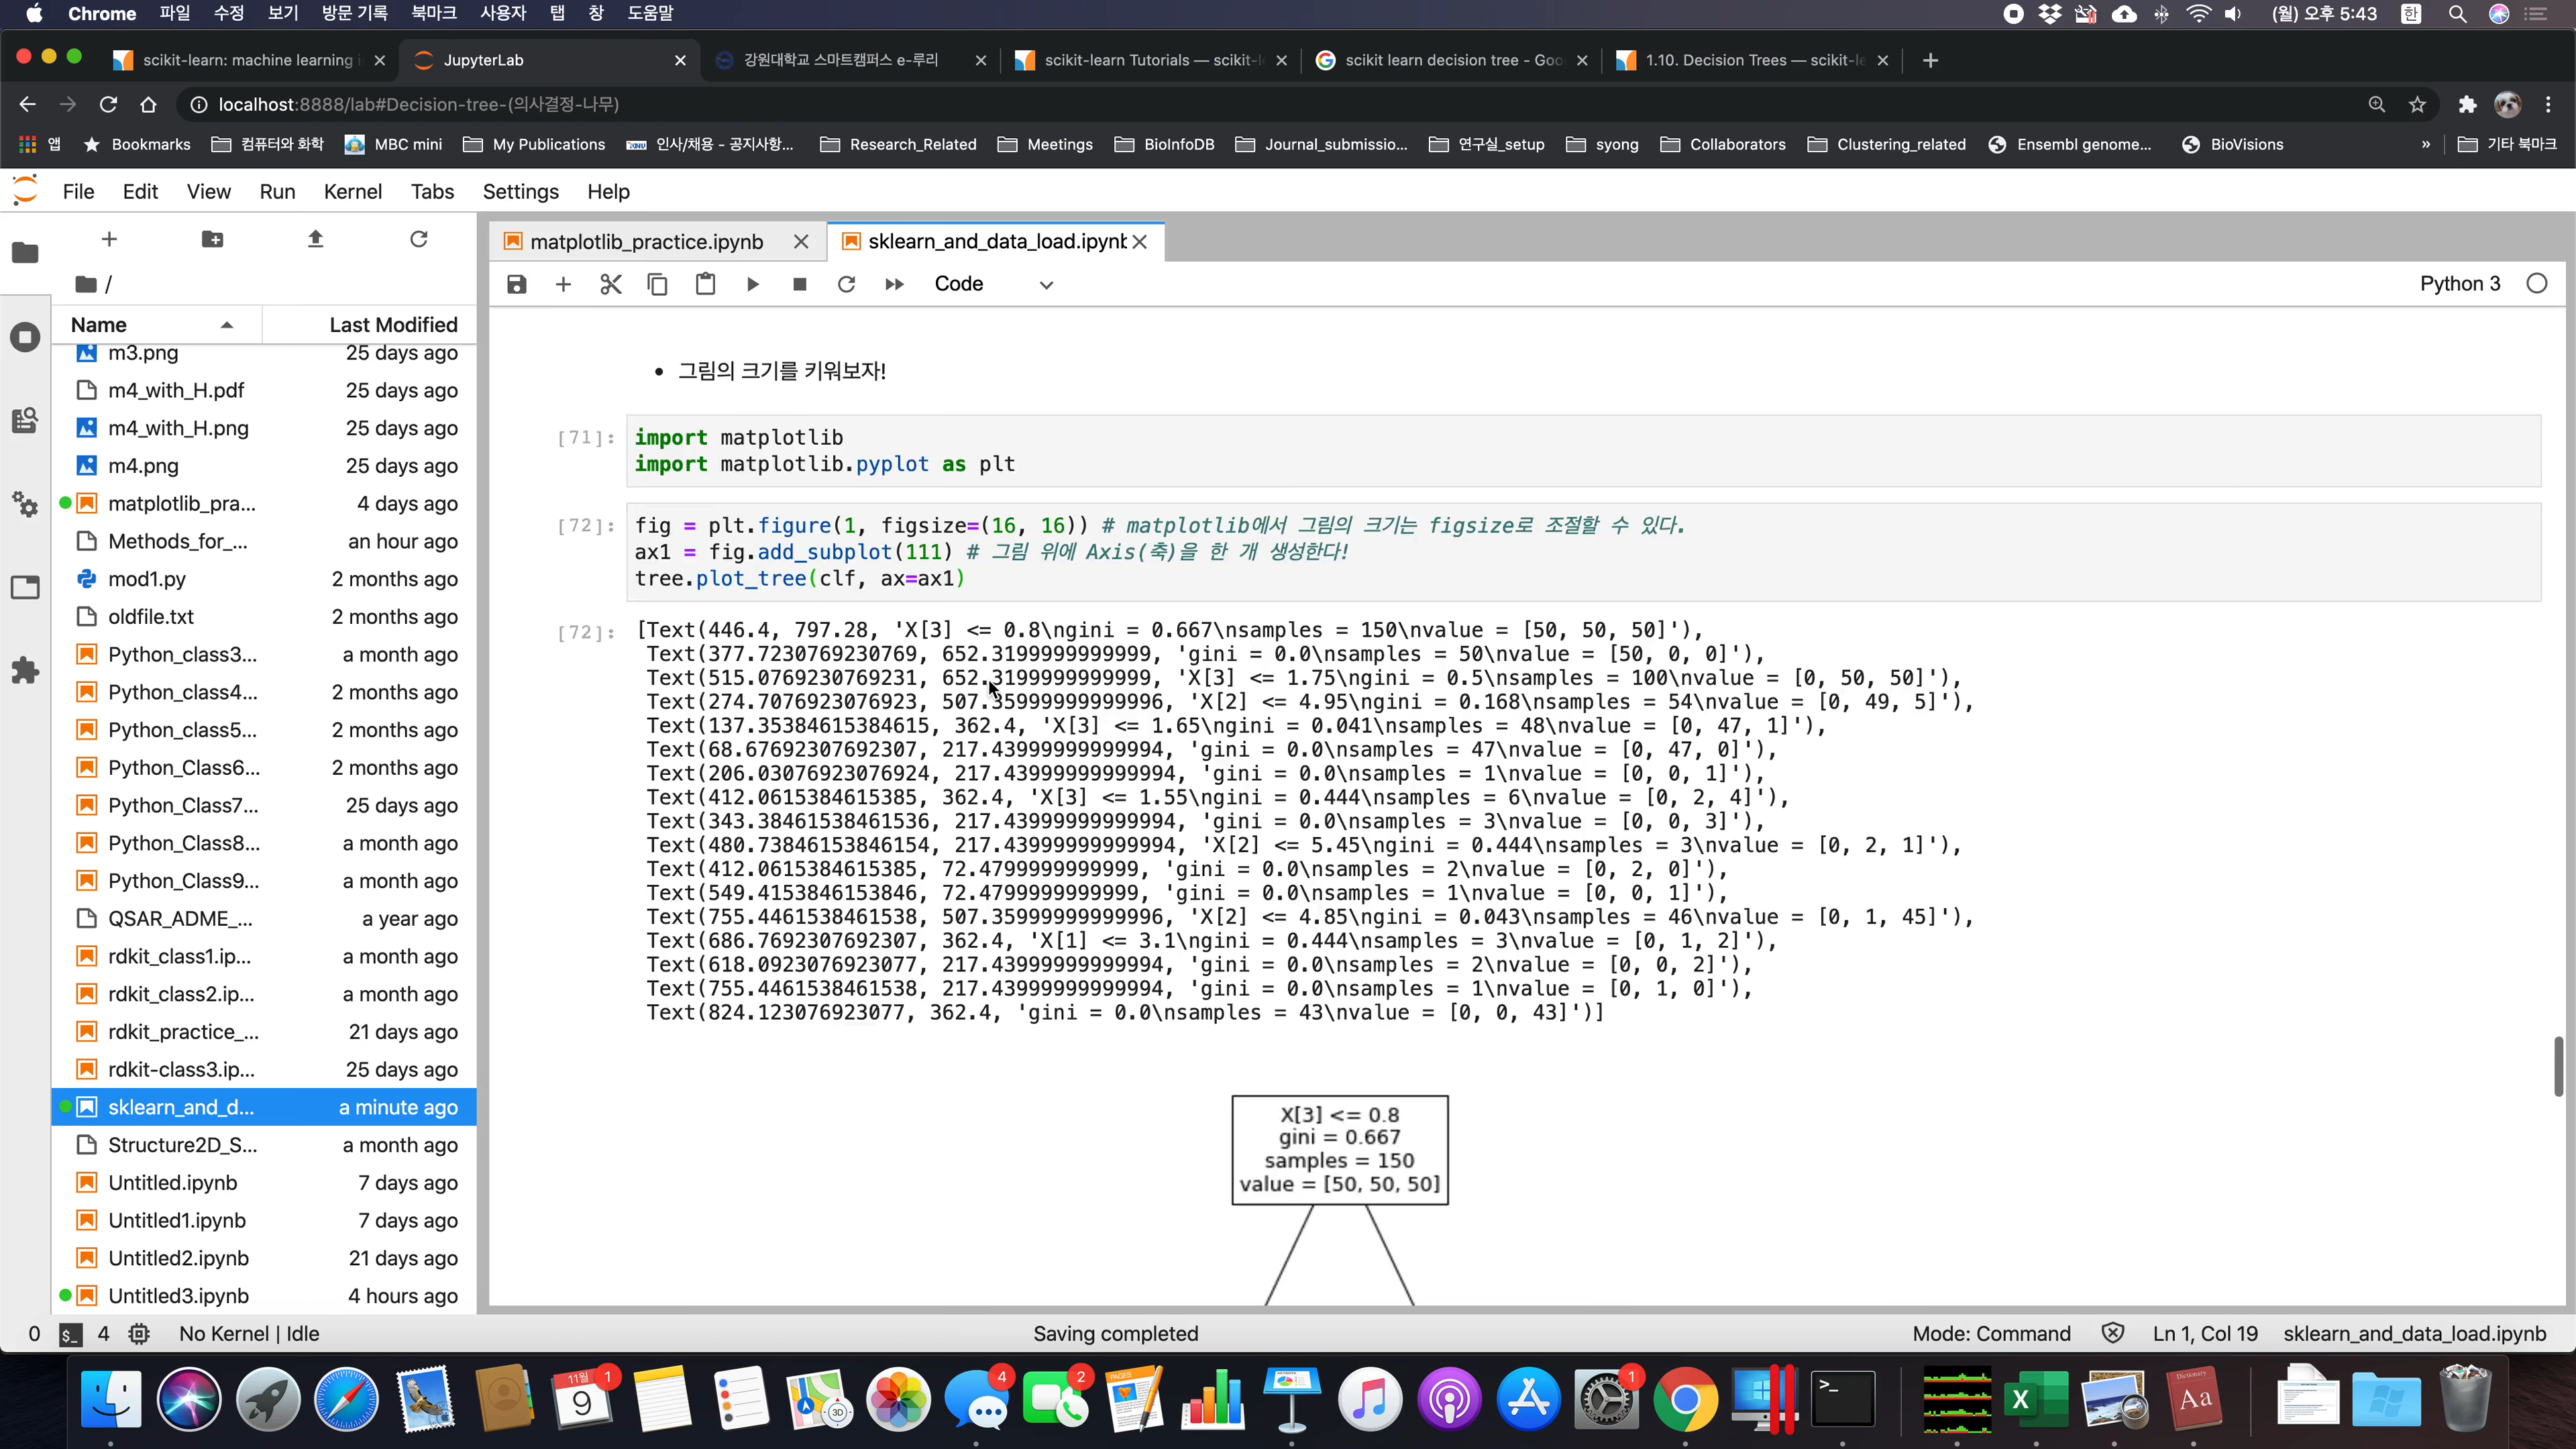 Chrome 파일 수정 보기 방문 기록 북마크 사용자 탭 창 도움말 (월) 오후 5:43 한
scikit-learn: machine learning i JupyterLab 강원대학교 스마트캠퍼스 e-루리 scikit-learn Tutorials — scikit-l scikit learn decision tree - Goo 1.10. Decision Trees — scikit-le
localhost:8888/lab#Decision-tree-(의사결정-나무)
앱 Bookmarks 컴퓨터와 화학 MBC mini My Publications KNU 인사/채용 - 공지사항... Research_Related Meetings BioInfoDB Journal_submissio... 연구실_setup syong Collaborators Clustering_related Ensembl genome... BioVisions » 기타 북마크
File Edit View Run Kernel Tabs Settings Help
matplotlib_practice.ipynb sklearn_and_data_load.ipynb
/ Code Python 3
Name Last Modified
m3.png 25 days ago
m4_with_H.pdf 25 days ago
m4_with_H.png 25 days ago
m4.png 25 days ago
matplotlib_pra... 4 days ago
Methods_for_... an hour ago
mod1.py 2 months ago
oldfile.txt 2 months ago
Python_class3... a month ago
Python_class4... 2 months ago
Python_class5... 2 months ago
Python_Class6... 2 months ago
Python_Class7... 25 days ago
Python_Class8... a month ago
Python_Class9... a month ago
QSAR_ADME_... a year ago
rdkit_class1.ip... a month ago
rdkit_class2.ip... a month ago
rdkit_practice_... 21 days ago
rdkit-class3.ip... 25 days ago
sklearn_and_d... a minute ago
Structure2D_S... a month ago
Untitled.ipynb 7 days ago
Untitled1.ipynb 7 days ago
Untitled2.ipynb 21 days ago
Untitled3.ipynb 4 hours ago
• 그림의 크기를 키워보자!
[71]: import matplotlib
import matplotlib.pyplot as plt
[72]: fig = plt.figure(1, figsize=(16, 16)) # matplotlib에서 그림의 크기는 figsize로 조절할 수 있다.
ax1 = fig.add_subplot(111) # 그림 위에 Axis(축)을 한 개 생성한다!
tree.plot_tree(clf, ax=ax1)
[72]: [Text(446.4, 797.28, 'X[3] <= 0.8\ngini = 0.667\nsamples = 150\nvalue = [50, 50, 50]'),
Text(377.7230769230769, 652.3199999999999, 'gini = 0.0\nsamples = 50\nvalue = [50, 0, 0]'),
Text(515.0769230769231, 652.3199999999999, 'X[3] <= 1.75\ngini = 0.5\nsamples = 100\nvalue = [0, 50, 50]'),
Text(274.7076923076923, 507.35999999999996, 'X[2] <= 4.95\ngini = 0.168\nsamples = 54\nvalue = [0, 49, 5]'),
Text(137.35384615384615, 362.4, 'X[3] <= 1.65\ngini = 0.041\nsamples = 48\nvalue = [0, 47, 1]'),
Text(68.67692307692307, 217.43999999999994, 'gini = 0.0\nsamples = 47\nvalue = [0, 47, 0]'),
Text(206.03076923076924, 217.43999999999994, 'gini = 0.0\nsamples = 1\nvalue = [0, 0, 1]'),
Text(412.0615384615385, 362.4, 'X[3] <= 1.55\ngini = 0.444\nsamples = 6\nvalue = [0, 2, 4]'),
Text(343.38461538461536, 217.43999999999994, 'gini = 0.0\nsamples = 3\nvalue = [0, 0, 3]'),
Text(480.73846153846154, 217.43999999999994, 'X[2] <= 5.45\ngini = 0.444\nsamples = 3\nvalue = [0, 2, 1]'),
Text(412.0615384615385, 72.4799999999999, 'gini = 0.0\nsamples = 2\nvalue = [0, 2, 0]'),
Text(549.4153846153846, 72.4799999999999, 'gini = 0.0\nsamples = 1\nvalue = [0, 0, 1]'),
Text(755.4461538461538, 507.35999999999996, 'X[2] <= 4.85\ngini = 0.043\nsamples = 46\nvalue = [0, 1, 45]'),
Text(686.7692307692307, 362.4, 'X[1] <= 3.1\ngini = 0.444\nsamples = 3\nvalue = [0, 1, 2]'),
Text(618.0923076923077, 217.43999999999994, 'gini = 0.0\nsamples = 2\nvalue = [0, 0, 2]'),
Text(755.4461538461538, 217.43999999999994, 'gini = 0.0\nsamples = 1\nvalue = [0, 1, 0]'),
Text(824.123076923077, 362.4, 'gini = 0.0\nsamples = 43\nvalue = [0, 0, 43]')]
X[3] <= 0.8
gini = 0.667
samples = 150
value = [50, 50, 50]
0 $_ 4 No Kernel | Idle Saving completed Mode: Command Ln 1, Col 19 sklearn_and_data_load.ipynb
11월 9 1 3D 4 2 PAGES 1 >_ X Dictionary Aa